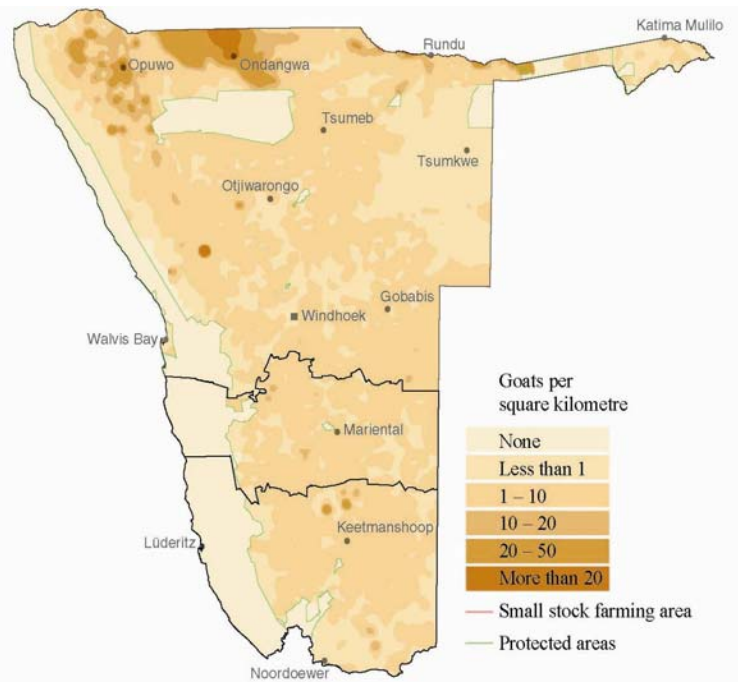 Katima Mulilo
Rundu
Opuwo
Ondangwa
Tsumeb
Tsumkwe
Otjiwarongo
Gobabis
Windhoek
Walvis Bay
Goats per
square kilometre
Mariental
None
Less than 1
1 – 10
10 – 20
Keetmanshoop
Lüderitz
20 – 50
More than 20
Small stock farming area
Protected areas
Noordoewer